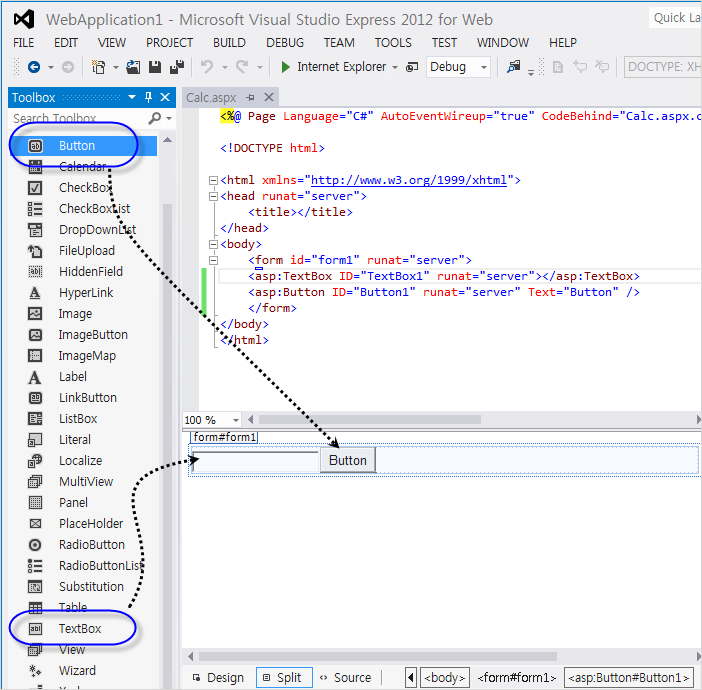 WebApplication1 - Microsoft Visual Studio Express 2012 for Web
Quick La
FILE EDIT VIEW PROJECT BUILD DEBUG TEAM TOOLS TEST WINDOW HELP
Internet Explorer Debug DOCTYPE: XH
Toolbox
Search Toolbox
Button
Calendar
CheckBox
CheckBoxList
DropDownList
FileUpload
HiddenField
HyperLink
Image
ImageButton
ImageMap
Label
LinkButton
ListBox
Literal
Localize
MultiView
Panel
PlaceHolder
RadioButton
RadioButtonList
Substitution
Table
TextBox
View
Wizard
Calc.aspx
<%@ Page Language="C#" AutoEventWireup="true" CodeBehind="Calc.aspx.c
<!DOCTYPE html>
<html xmlns="http://www.w3.org/1999/xhtml">
<head runat="server">
<title></title>
</head>
<body>
<form id="form1" runat="server">
<asp:TextBox ID="TextBox1" runat="server"></asp:TextBox>
<asp:Button ID="Button1" runat="server" Text="Button" />
</form>
</body>
</html>
100 %
form#form1
Button
Design Split Source <body> <form#form1> <asp:Button#Button1>